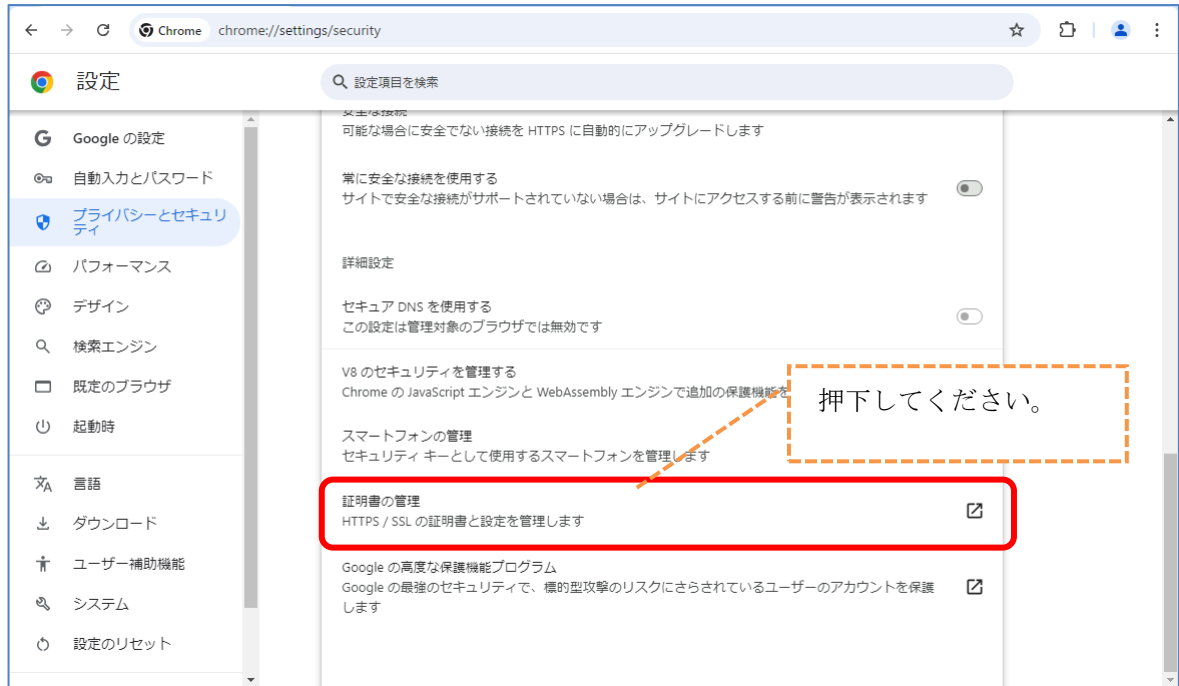 Chrome chrome://settings/security
設定
設定項目を検索
Google の設定
自動入力とパスワード
プライバシーとセキュリ
ティ
パフォーマンス
デザイン
検索エンジン
既定のブラウザ
起動時
言語
ダウンロード
ユーザー補助機能
システム
設定のリセット
安全な接続
可能な場合に安全でない接続を HTTPS に自動的にアップグレードします
常に安全な接続を使用する
サイトで安全な接続がサポートされていない場合は、サイトにアクセスする前に警告が表示されます
詳細設定
セキュア DNS を使用する
この設定は管理対象のブラウザでは無効です
V8 のセキュリティを管理する
Chrome の JavaScript エンジンと WebAssembly エンジンで追加の保護機能を
押下してください。
スマートフォンの管理
セキュリティ キーとして使用するスマートフォンを管理します
証明書の管理
HTTPS / SSL の証明書と設定を管理します
Google の高度な保護機能プログラム
Google の最強のセキュリティで、標的型攻撃のリスクにさらされているユーザーのアカウントを保護
します